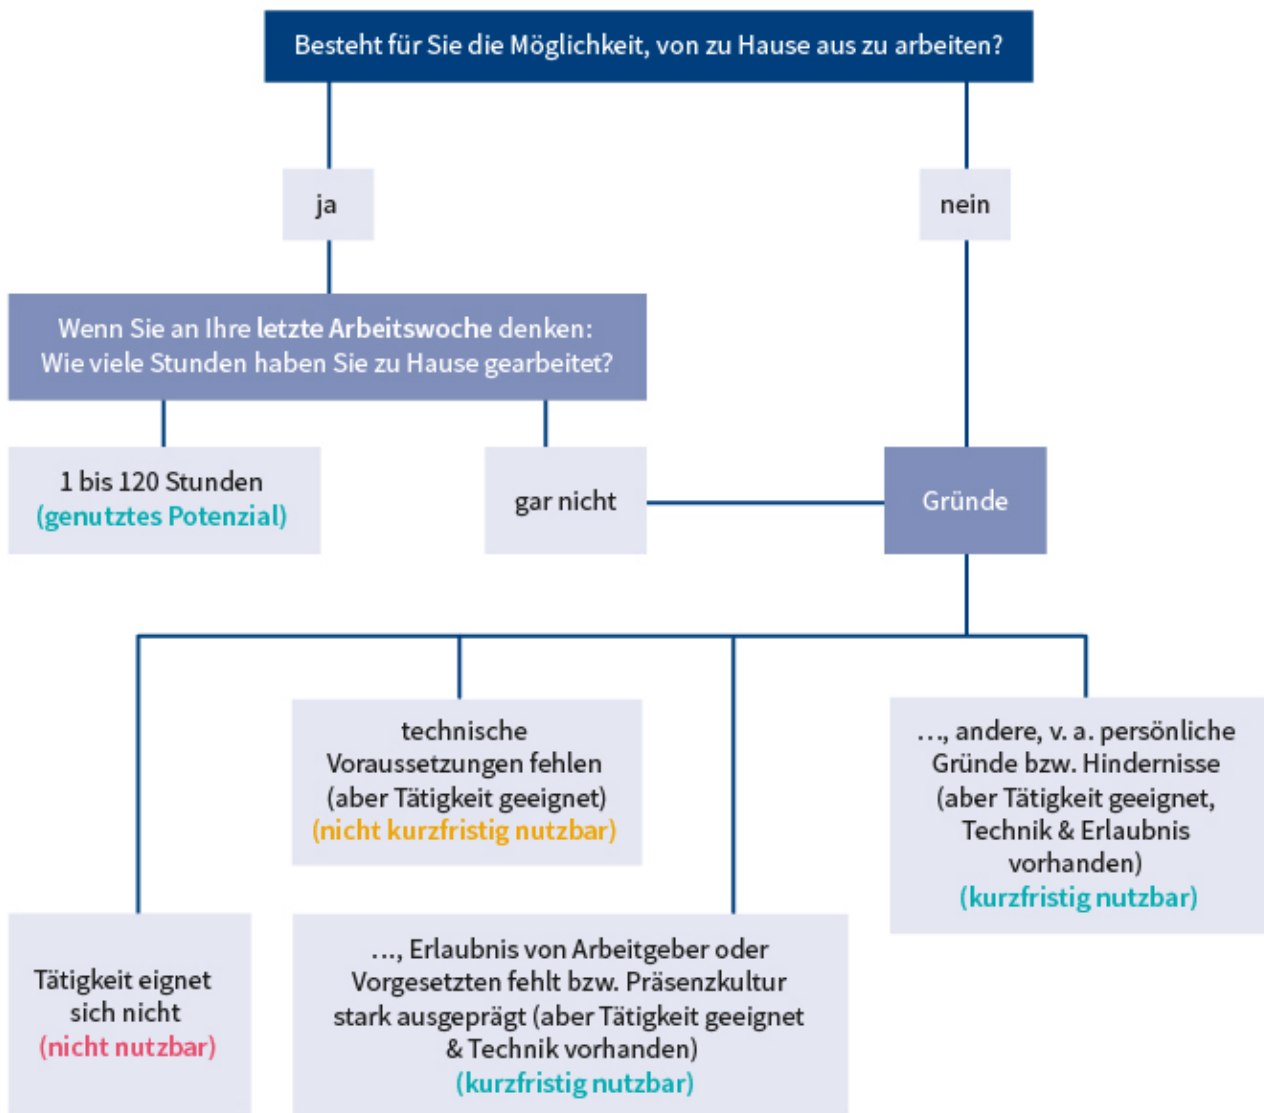 Besteht für Sie die Möglichkeit, von zu Hause aus zu arbeiten?
ja
nein
Wenn Sie an Ihre letzte Arbeitswoche denken:
Wie viele Stunden haben Sie zu Hause gearbeitet?
1 bis 120 Stunden
(genutztes Potenzial)
gar nicht
Gründe
technische
Voraussetzungen fehlen
(aber Tätigkeit geeignet)
(nicht kurzfristig nutzbar)
…, andere, v. a. persönliche
Gründe bzw. Hindernisse
(aber Tätigkeit geeignet,
Technik & Erlaubnis
vorhanden)
(kurzfristig nutzbar)
Tätigkeit eignet
sich nicht
(nicht nutzbar)
…, Erlaubnis von Arbeitgeber oder
Vorgesetzten fehlt bzw. Präsenzkultur
stark ausgeprägt (aber Tätigkeit geeignet
& Technik vorhanden)
(kurzfristig nutzbar)